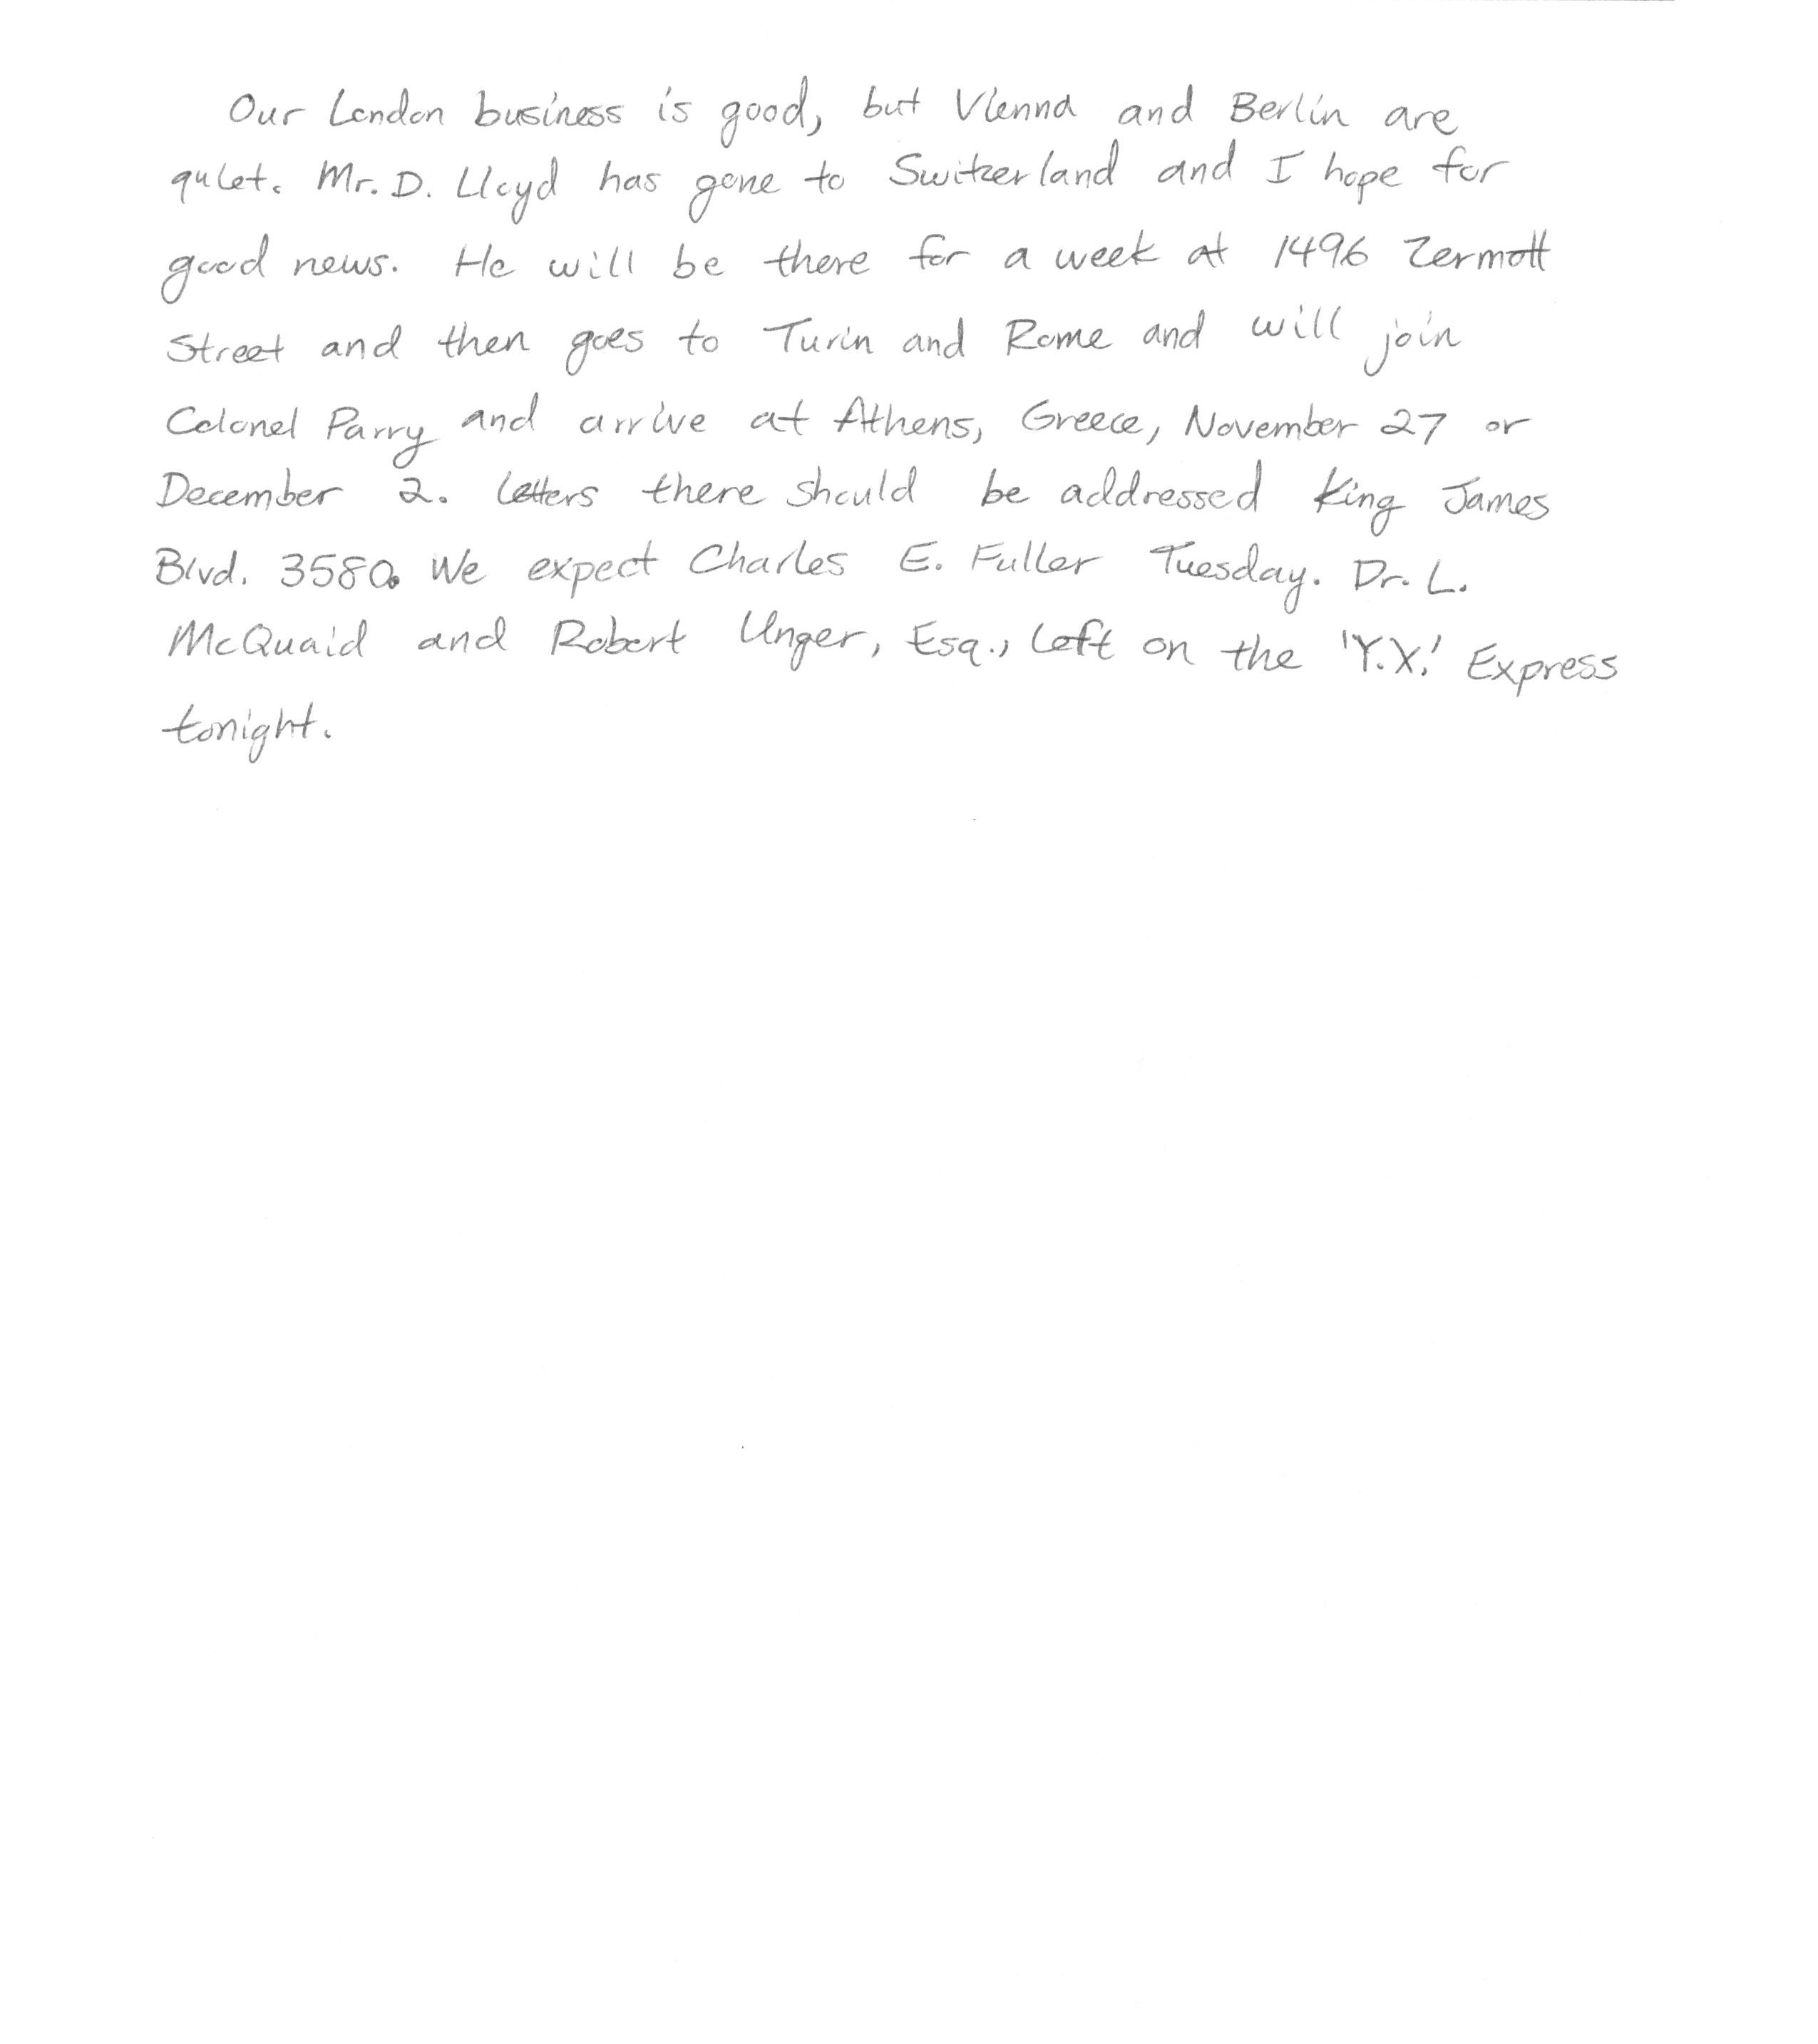 Our London business is good, but Vienna and Berlin are
quiet. Mr. D. Lloyd has gone to Switzerland and I hope for
good news. He will be there for a week at 1496 Zermott
Street and then goes to Turin and Rome and will join
Colonel Parry and arrive at Athens, Greece, November 27 or
December 2. Letters there should be addressed King James
Blvd. 3580. We expect Charles E. Fuller Tuesday. Dr. L.
McQuaid and Robert Unger, Esq., left on the 'Y.X.' Express
tonight.